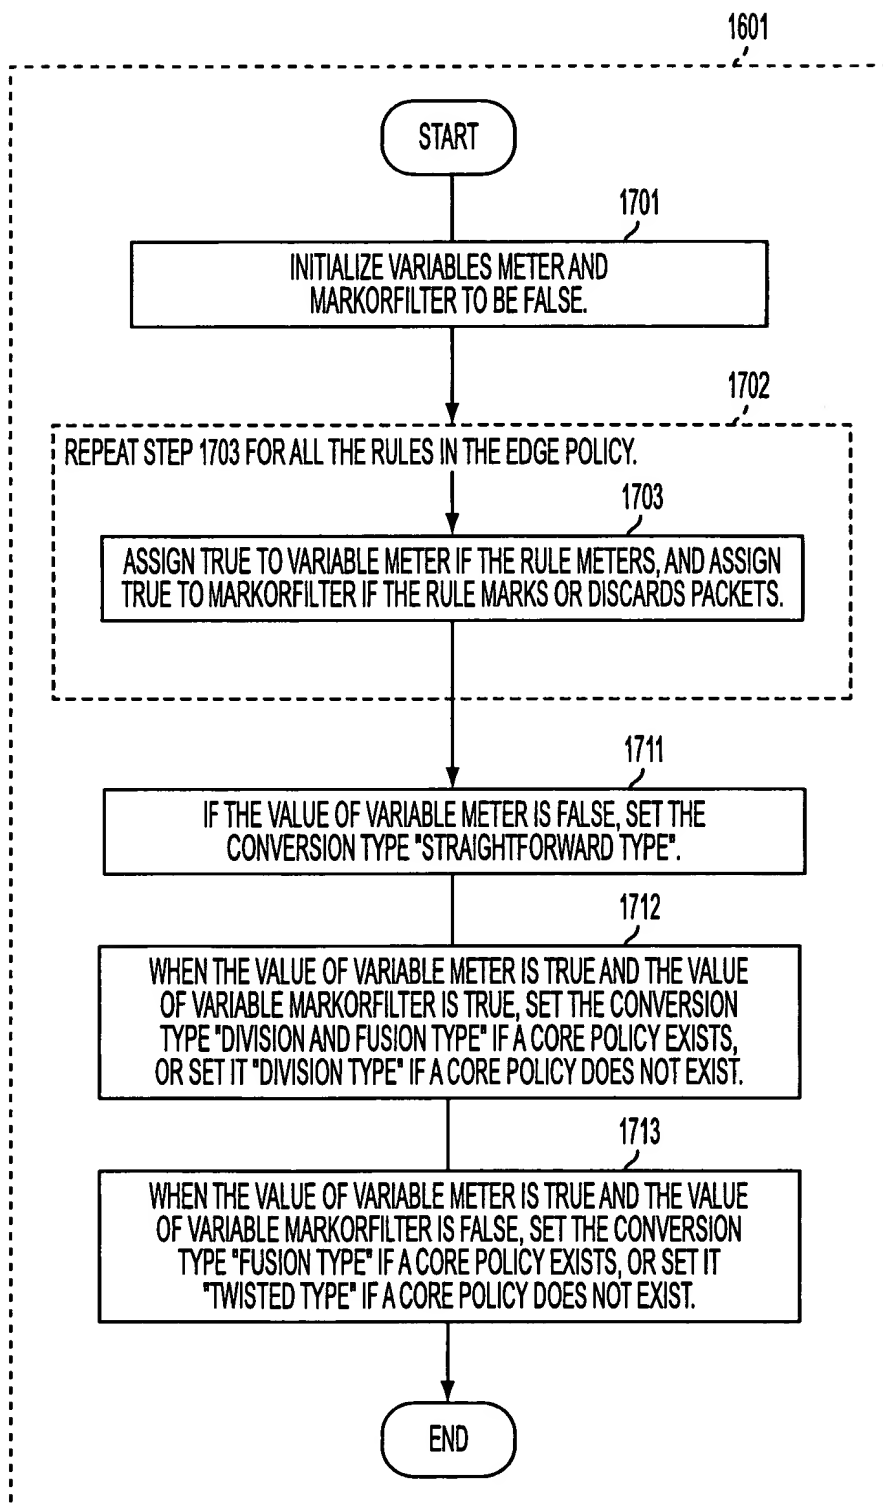 1601
START
1701
INITIALIZE VARIABLES METER AND
MARKORFILTER TO BE FALSE.
1702
REPEAT STEP 1703 FOR ALL THE RULES IN THE EDGE POLICY.
1703
ASSIGN TRUE TO VARIABLE METER IF THE RULE METERS, AND ASSIGN
TRUE TO MARKORFILTER IF THE RULE MARKS OR DISCARDS PACKETS.
1711
IF THE VALUE OF VARIABLE METER IS FALSE, SET THE
CONVERSION TYPE "STRAIGHTFORWARD TYPE".
1712
WHEN THE VALUE OF VARIABLE METER IS TRUE AND THE VALUE
OF VARIABLE MARKORFILTER IS TRUE, SET THE CONVERSION
TYPE "DIVISION AND FUSION TYPE" IF A CORE POLICY EXISTS,
OR SET IT "DIVISION TYPE" IF A CORE POLICY DOES NOT EXIST.
1713
WHEN THE VALUE OF VARIABLE METER IS TRUE AND THE VALUE
OF VARIABLE MARKORFILTER IS FALSE, SET THE CONVERSION
TYPE "FUSION TYPE" IF A CORE POLICY EXISTS, OR SET IT
"TWISTED TYPE" IF A CORE POLICY DOES NOT EXIST.
END